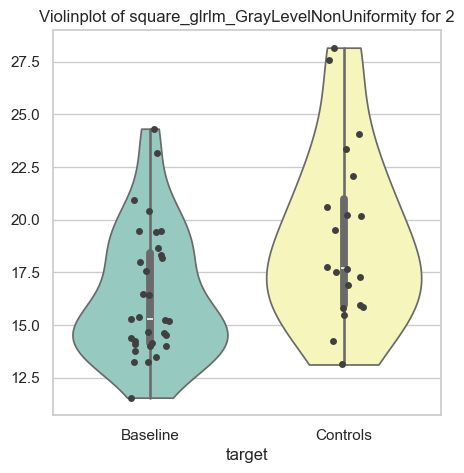 Violinplot of square_glrlm_GrayLevelNonUniformity for 2
27.5
25.0
22.5
20.0
17.5
15.0
12.5
Baseline
Controls
target